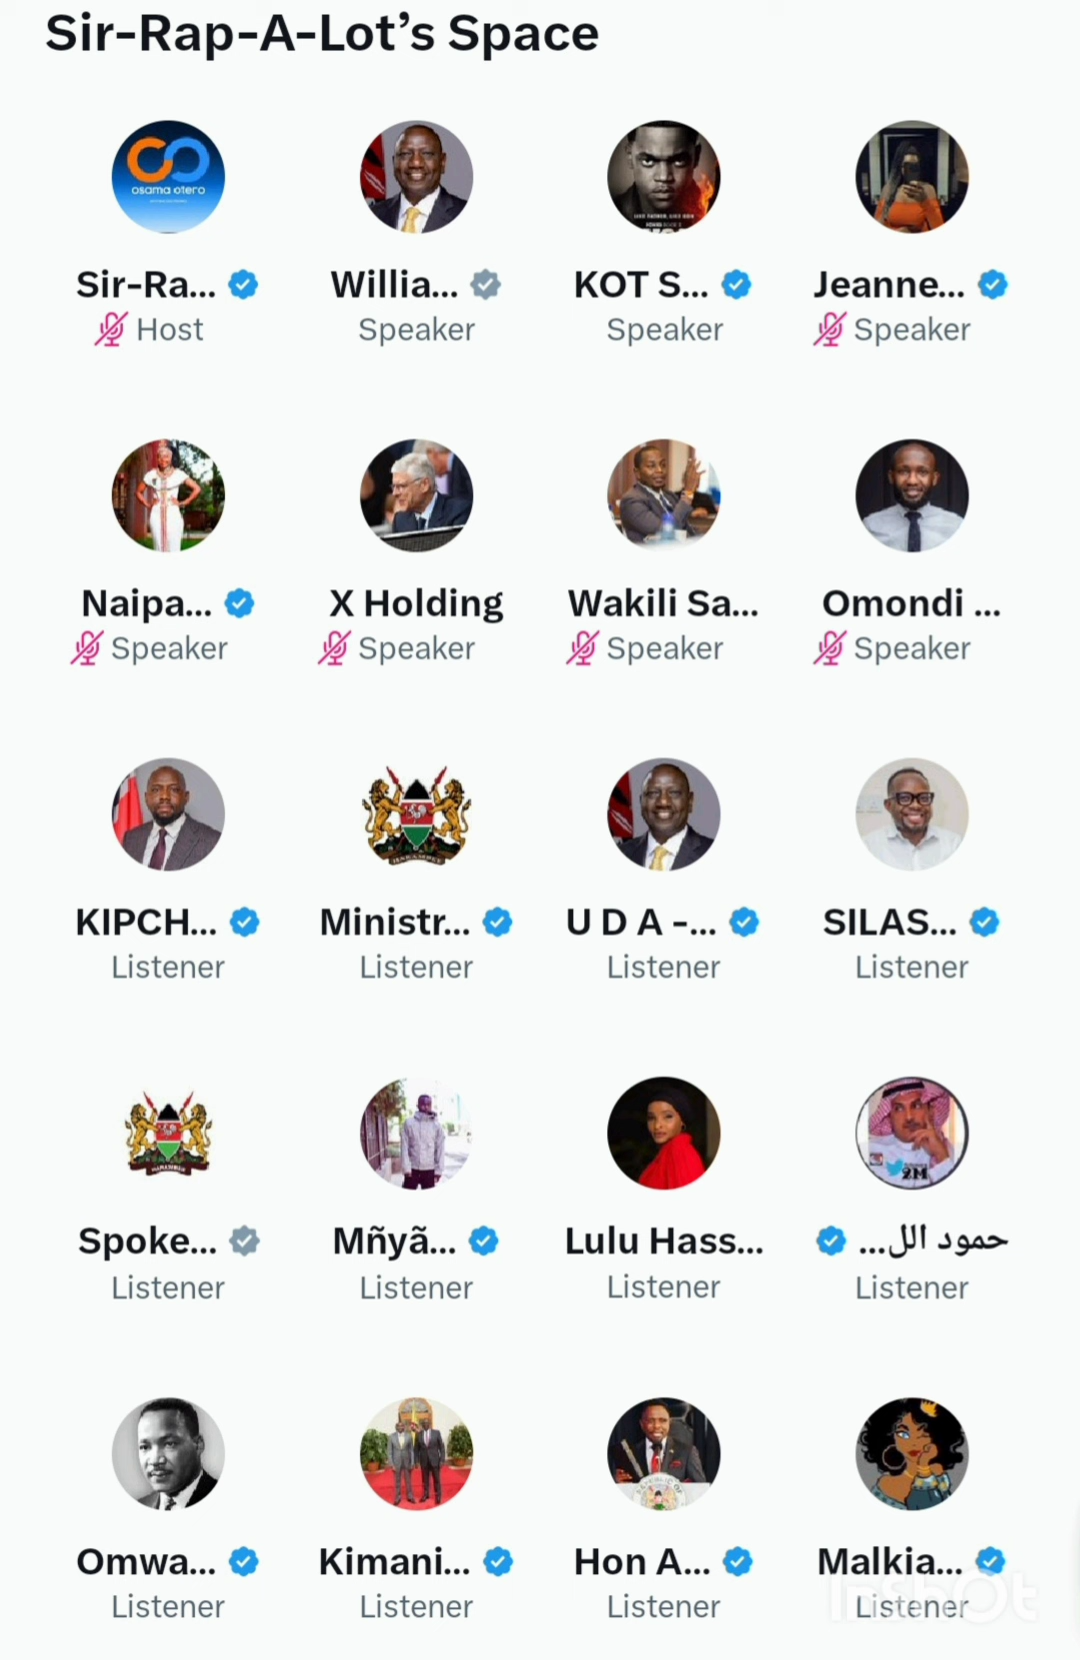 Sir-Rap-A-Lot’s Space
osama otero
Sir-Ra...
Willia...
KOT S...
Jeanne...
Host
Speaker
Speaker
Speaker
Naipa...
X Holding
Wakili Sa...
Omondi ...
Speaker
Speaker
Speaker
Speaker
KIPCH...
Ministr...
U D A -...
SILAS...
Listener
Listener
Listener
Listener
2M
Spoke...
Mñyã...
Lulu Hass...
حمود الل...
Listener
Listener
Listener
Listener
Omwa...
Kimani...
Hon A...
Malkia...
Listener
Listener
Listener
Listener
InShOt